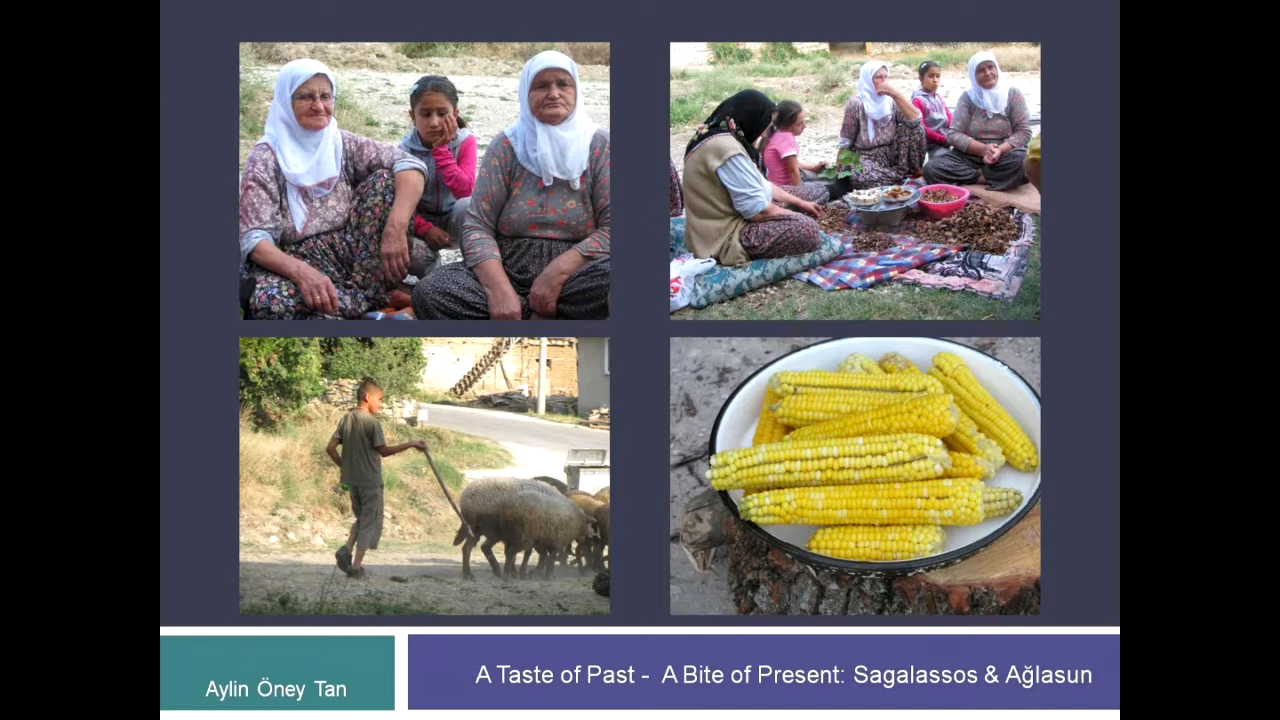 Aylin Öney Tan
A Taste of Past - A Bite of Present: Sagalassos & Ağlasun